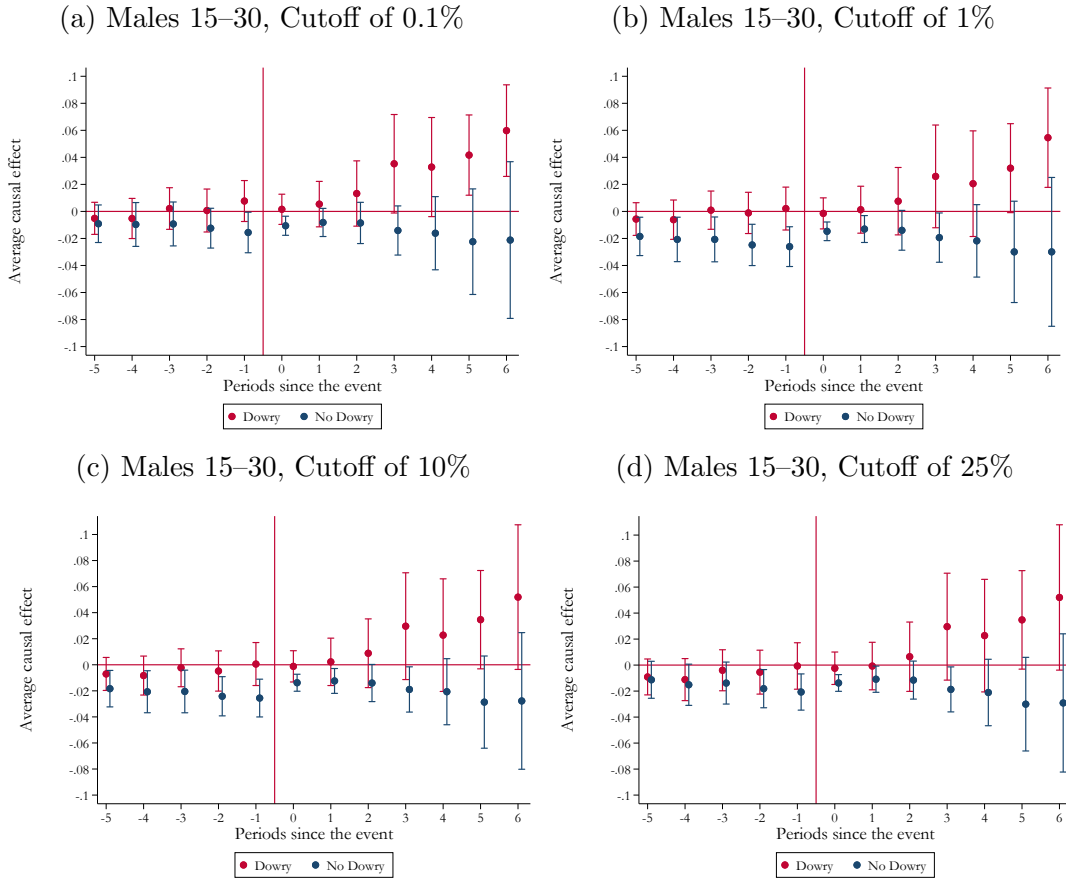 (a) Males 15–30, Cutoff of 0.1%
(b) Males 15–30, Cutoff of 1%
Average causal effect
.1
.08
.06
.04
.02
0
-.02
-.04
-.06
-.08
-.1
-5 -4 -3 -2 -1 0 1 2 3 4 5 6
Periods since the event
Dowry No Dowry
Average causal effect
.1
.08
.06
.04
.02
0
-.02
-.04
-.06
-.08
-.1
-5 -4 -3 -2 -1 0 1 2 3 4 5 6
Periods since the event
Dowry No Dowry
(c) Males 15–30, Cutoff of 10%
(d) Males 15–30, Cutoff of 25%
Average causal effect
.1
.08
.06
.04
.02
0
-.02
-.04
-.06
-.08
-.1
-5 -4 -3 -2 -1 0 1 2 3 4 5 6
Periods since the event
Dowry No Dowry
Average causal effect
.1
.08
.06
.04
.02
0
-.02
-.04
-.06
-.08
-.1
-5 -4 -3 -2 -1 0 1 2 3 4 5 6
Periods since the event
Dowry No Dowry